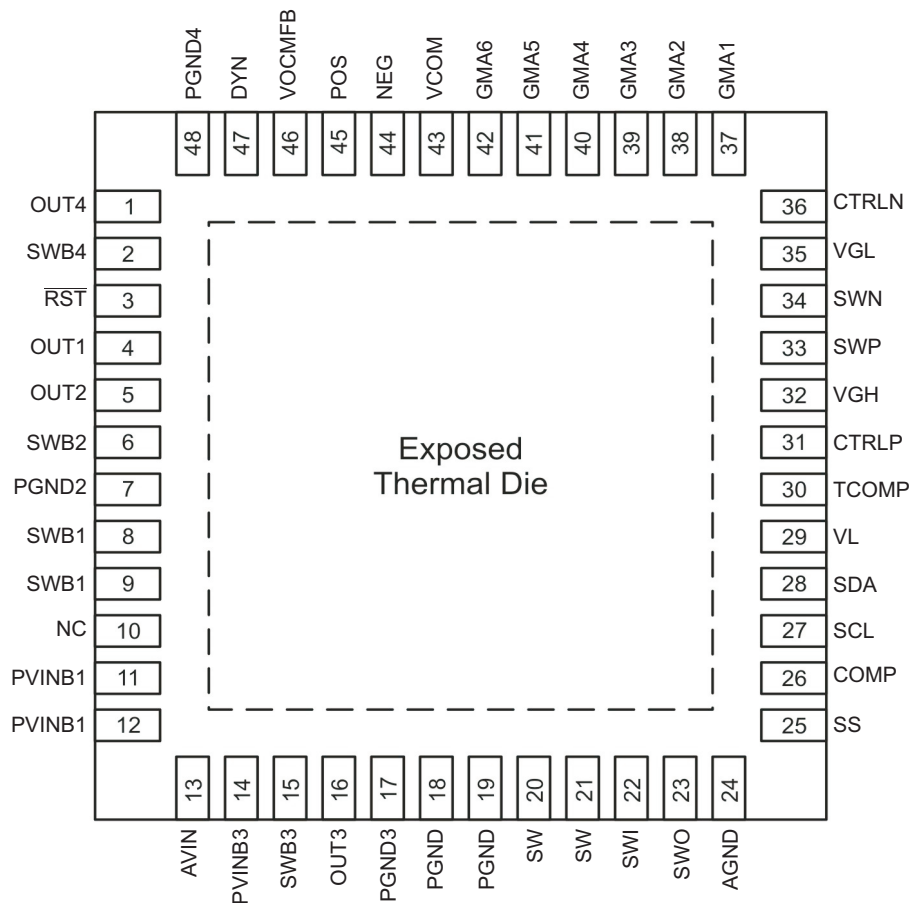 PGND4
DYN
VOCMFB
POS
NEG
VCOM
GMA6
GMA5
GMA4
GMA3
GMA2
GMA1
48
47
46
45
44
43
42
41
40
39
38
37
OUT4 1
SWB4 2
R̅S̅T̅ 3
OUT1 4
OUT2 5
SWB2 6
PGND2 7
SWB1 8
SWB1 9
NC 10
PVINB1 11
PVINB1 12
Exposed
Thermal Die
36 CTRLN
35 VGL
34 SWN
33 SWP
32 VGH
31 CTRLP
30 TCOMP
29 VL
28 SDA
27 SCL
26 COMP
25 SS
13
14
15
16
17
18
19
20
21
22
23
24
AVIN
PVINB3
SWB3
OUT3
PGND3
PGND
PGND
SW
SW
SWI
SWO
AGND